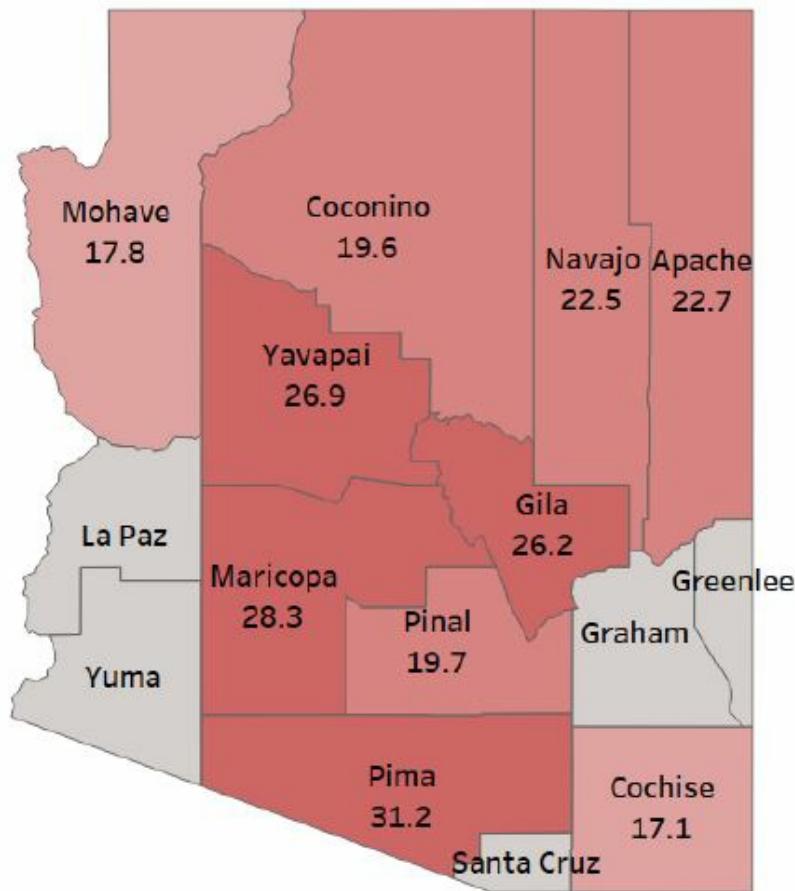 Mohave
17.8
Coconino
19.6
Navajo
22.5
Apache
22.7
Yavapai
26.9
Gila
26.2
La Paz
Maricopa
28.3
Pinal
19.7
Greenlee
Graham
Yuma
Pima
31.2
Cochise
17.1
Santa Cruz